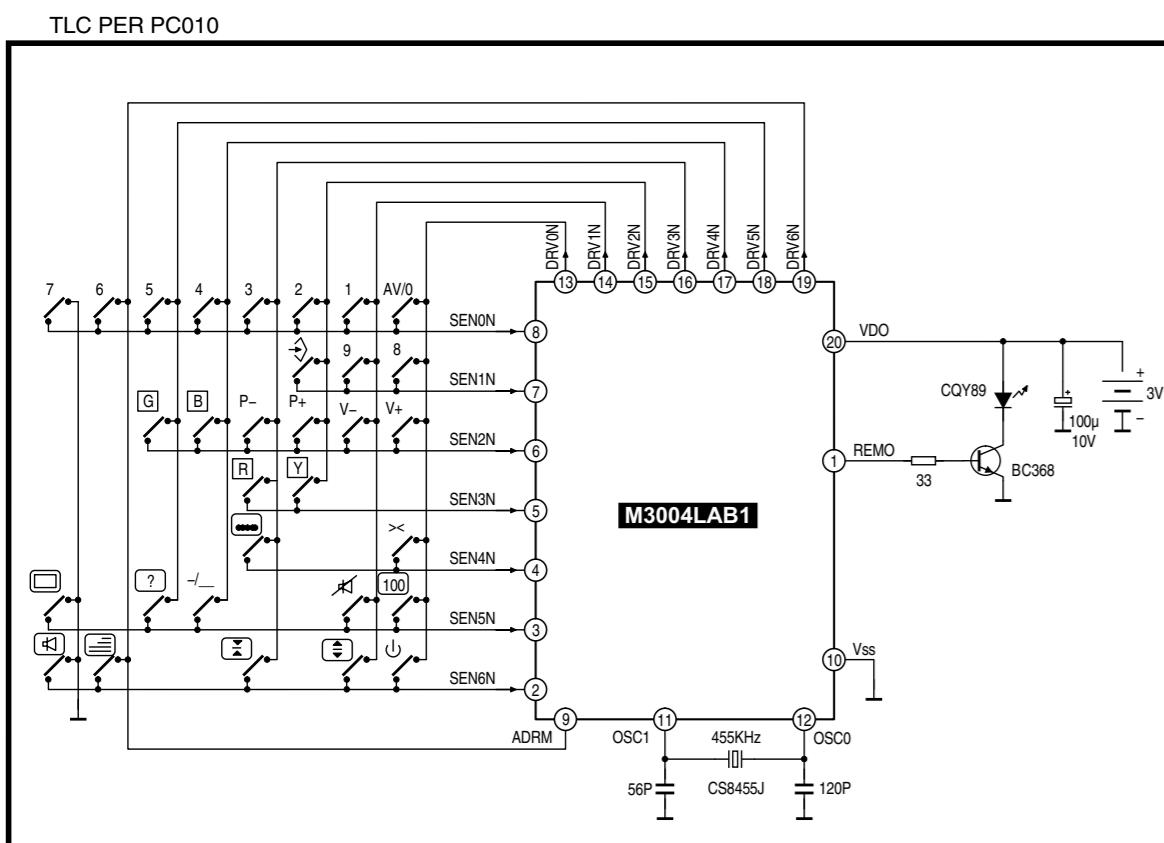 TLC PER PC010
DRV0N
DRV1N
DRV2N
DRV3N
DRV4N
DRV5N
DRV6N
13 14 15 16 17 18 19
7 6 5 4 3 2 1 AV/0
SEN0N 8
9 8
SEN1N 7
G B P− P+ V− V+
SEN2N 6
R Y
SEN3N 5
><
SEN4N 4
? −/__ 100
SEN5N 3
SEN6N 2
M3004LAB1
20 VDO
CQY89
+
100µ
10V
+
3V
−
1 REMO
33
BC368
10 Vss
9 11 12
ADRM OSC1 455KHz OSC0
56P CS8455J 120P